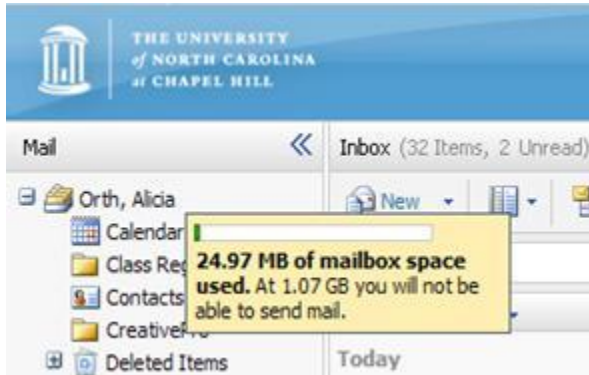 THE UNIVERSITY
of NORTH CAROLINA
at CHAPEL HILL
Mail
Inbox (32 Items, 2 Unread)
Orth, Alicia
New
Calendar
24.97 MB of mailbox space
used. At 1.07 GB you will not be
able to send mail.
Class Reg
Contacts
Deleted Items
Today